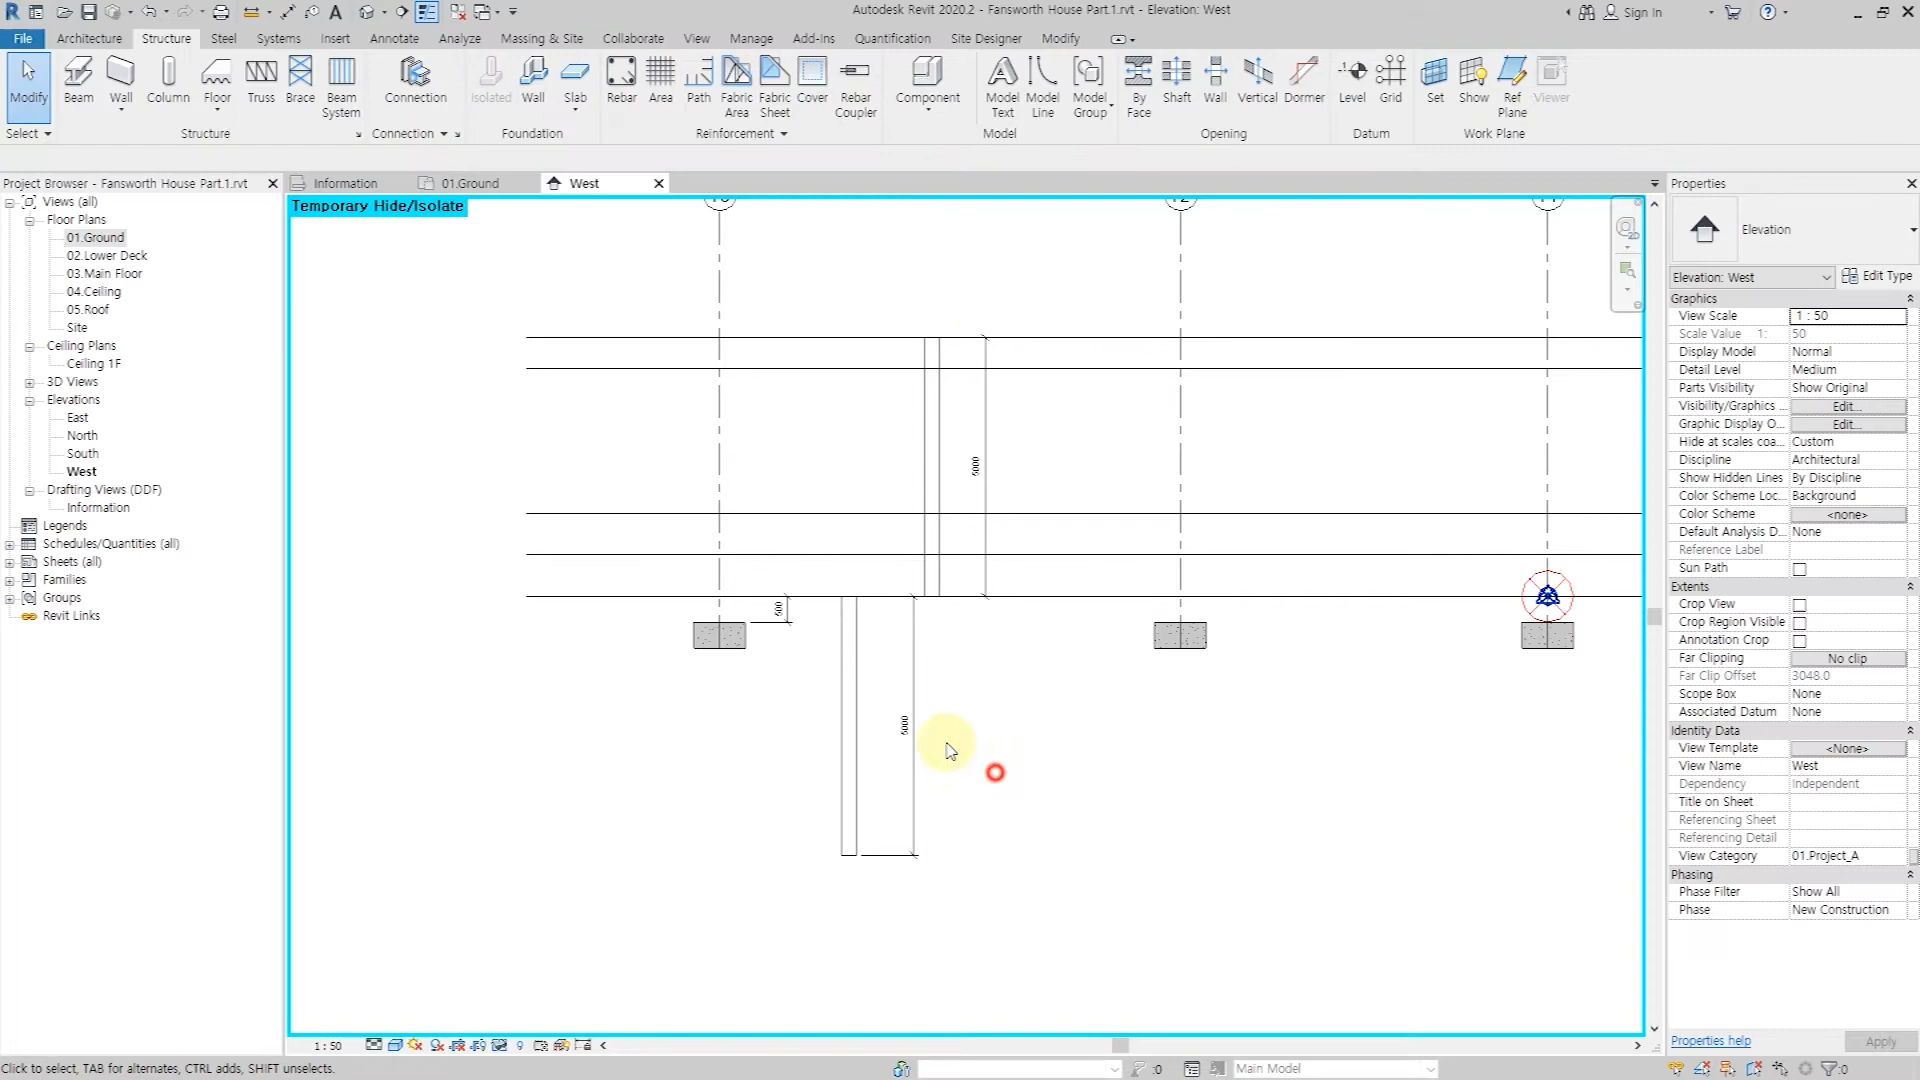 Autodesk Revit 2020.2 - Fansworth House Part.1.rvt - Elevation: West
Sign In
File Architecture Structure Steel Systems Insert Annotate Analyze Massing & Site Collaborate View Manage Add-Ins Quantification Site Designer Modify
Modify Beam Wall Column Floor Truss Brace Beam System Connection Isolated Wall Slab Rebar Area Path Fabric Area Fabric Sheet Cover Rebar Coupler Component Model Text Model Line Model Group By Face Shaft Wall Vertical Dormer Level Grid Set Show Ref Plane Viewer
Select Structure Connection Foundation Reinforcement Model Opening Datum Work Plane
Project Browser - Fansworth House Part.1.rvt
Views (all)
Floor Plans
01.Ground
02.Lower Deck
03.Main Floor
04.Ceiling
05.Roof
Site
Ceiling Plans
Ceiling 1F
3D Views
Elevations
East
North
South
West
Drafting Views (DDF)
Information
Legends
Schedules/Quantities (all)
Sheets (all)
Families
Groups
Revit Links
Information 01.Ground West
Temporary Hide/Isolate
5000
500
5000
Properties
Elevation
Elevation: West Edit Type
Graphics
View Scale 1 : 50
Scale Value 1: 50
Display Model Normal
Detail Level Medium
Parts Visibility Show Original
Visibility/Graphics ... Edit...
Graphic Display O... Edit...
Hide at scales coa... Custom
Discipline Architectural
Show Hidden Lines By Discipline
Color Scheme Loc... Background
Color Scheme <none>
Default Analysis D... None
Reference Label
Sun Path
Extents
Crop View
Crop Region Visible
Annotation Crop
Far Clipping No clip
Far Clip Offset 3048.0
Scope Box None
Associated Datum None
Identity Data
View Template <None>
View Name West
Dependency Independent
Title on Sheet
Referencing Sheet
Referencing Detail
View Category 01.Project_A
Phasing
Phase Filter Show All
Phase New Construction
Properties help Apply
1 : 50
Click to select, TAB for alternates, CTRL adds, SHIFT unselects.
:0 Main Model :0